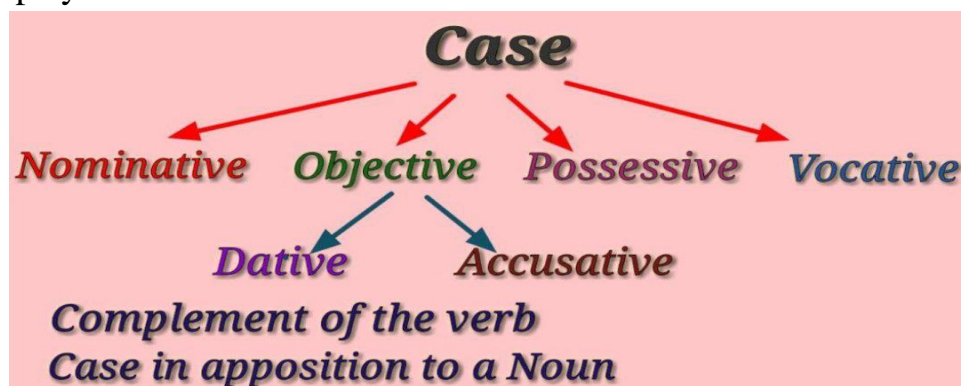 Case
Nominative Objective Possessive Vocative
Dative Accusative
Complement of the verb
Case in apposition to a Noun